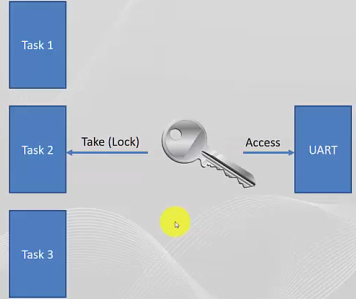 Task 1
Task 2
Take (Lock)
Access
UART
Task 3